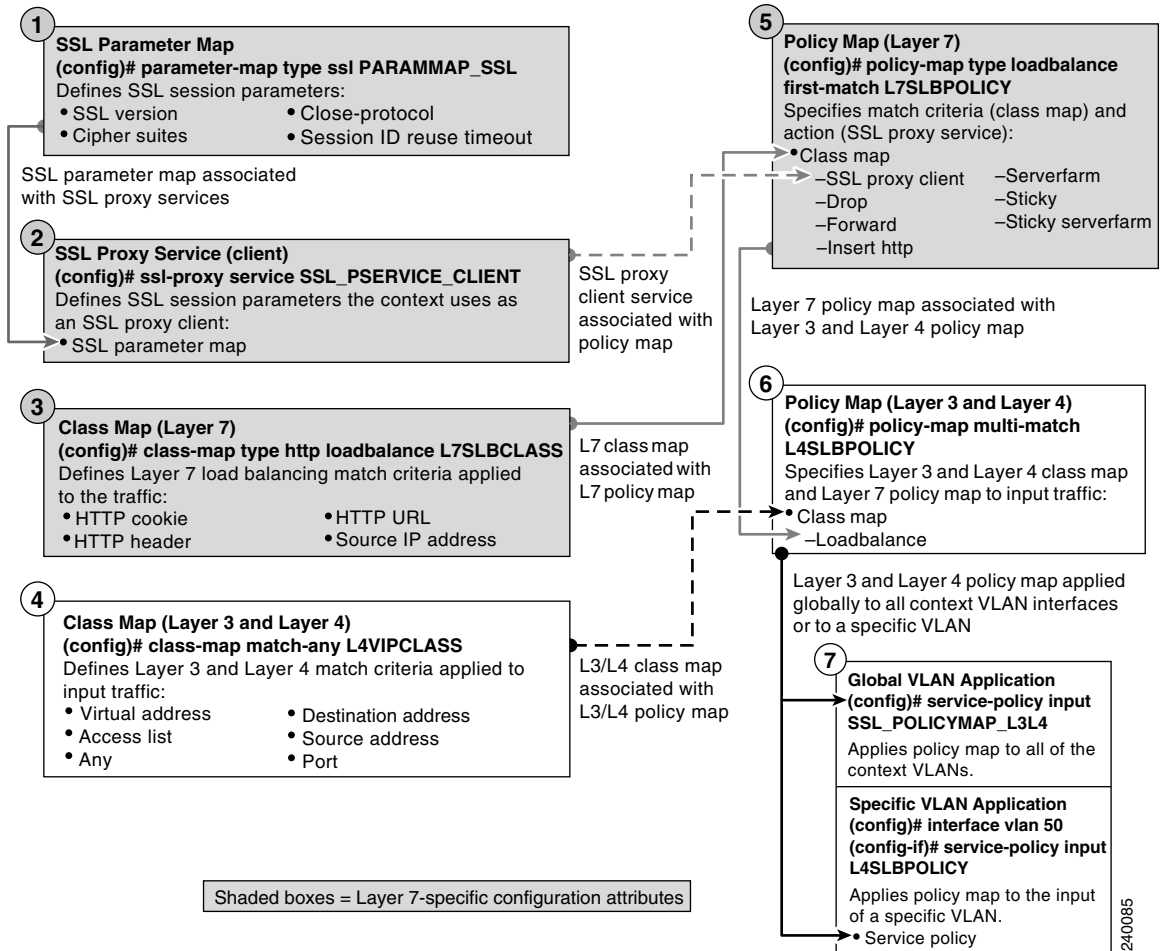 1
SSL Parameter Map
(config)# parameter-map type ssl PARAMMAP_SSL
Defines SSL session parameters:
• SSL version
• Cipher suites
• Close-protocol
• Session ID reuse timeout
SSL parameter map associated
with SSL proxy services
2
SSL Proxy Service (client)
(config)# ssl-proxy service SSL_PSERVICE_CLIENT
Defines SSL session parameters the context uses as
an SSL proxy client:
• SSL parameter map
SSL proxy
client service
associated with
policy map
3
Class Map (Layer 7)
(config)# class-map type http loadbalance L7SLBCLASS
Defines Layer 7 load balancing match criteria applied
to the traffic:
• HTTP cookie
• HTTP header
• HTTP URL
• Source IP address
L7 class map
associated with
L7 policy map
4
Class Map (Layer 3 and Layer 4)
(config)# class-map match-any L4VIPCLASS
Defines Layer 3 and Layer 4 match criteria applied to
input traffic:
• Virtual address
• Access list
• Any
• Destination address
• Source address
• Port
L3/L4 class map
associated with
L3/L4 policy map
5
Policy Map (Layer 7)
(config)# policy-map type loadbalance
first-match L7SLBPOLICY
Specifies match criteria (class map) and
action (SSL proxy service):
• Class map
–SSL proxy client
–Drop
–Forward
–Insert http
–Serverfarm
–Sticky
–Sticky serverfarm
Layer 7 policy map associated with
Layer 3 and Layer 4 policy map
6
Policy Map (Layer 3 and Layer 4)
(config)# policy-map multi-match
L4SLBPOLICY
Specifies Layer 3 and Layer 4 class map
and Layer 7 policy map to input traffic:
• Class map
–Loadbalance
Layer 3 and Layer 4 policy map applied
globally to all context VLAN interfaces
or to a specific VLAN
7
Global VLAN Application
(config)# service-policy input
SSL_POLICYMAP_L3L4
Applies policy map to all of the
context VLANs.
Specific VLAN Application
(config)# interface vlan 50
(config-if)# service-policy input
L4SLBPOLICY
Applies policy map to the input
of a specific VLAN.
• Service policy
Shaded boxes = Layer 7-specific configuration attributes
240085